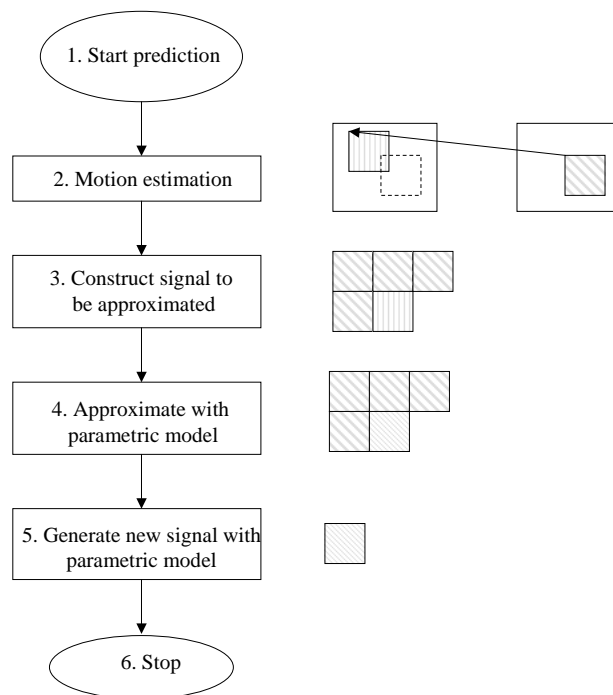 1. Start prediction
2. Motion estimation
3. Construct signal to
be approximated
4. Approximate with
parametric model
5. Generate new signal with
parametric model
6. Stop